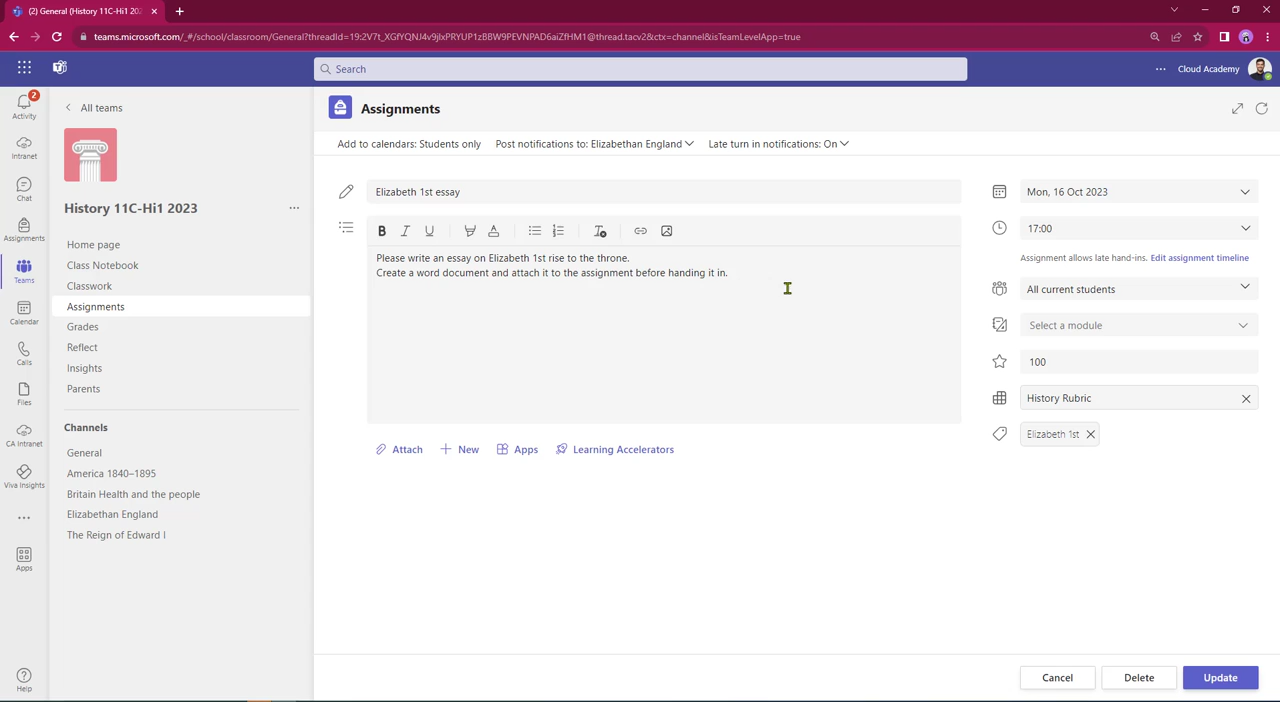 (2) General (History 11C-Hi1 202
teams.microsoft.com/_#/school/classroom/General?threadId=19:2V7t_XGfYQNJ4v9jlxPRYUP1zBBW9PEVNPAD6aiZfHM1@thread.tacv2&ctx=channel&isTeamLevelApp=true
Search
Cloud Academy
2
Activity
Intranet
Chat
Assignments
Teams
Calendar
Calls
Files
CA Intranet
Viva Insights
Apps
Help
All teams
History 11C-Hi1 2023
Home page
Class Notebook
Classwork
Assignments
Grades
Reflect
Insights
Parents
Channels
General
America 1840–1895
Britain Health and the people
Elizabethan England
The Reign of Edward I
Assignments
Add to calendars: Students only Post notifications to: Elizabethan England Late turn in notifications: On
Elizabeth 1st essay
B I U
Please write an essay on Elizabeth 1st rise to the throne.
Create a word document and attach it to the assignment before handing it in.
Attach New Apps Learning Accelerators
Mon, 16 Oct 2023
17:00
Assignment allows late hand-ins. Edit assignment timeline
All current students
Select a module
100
History Rubric
Elizabeth 1st
Cancel Delete Update